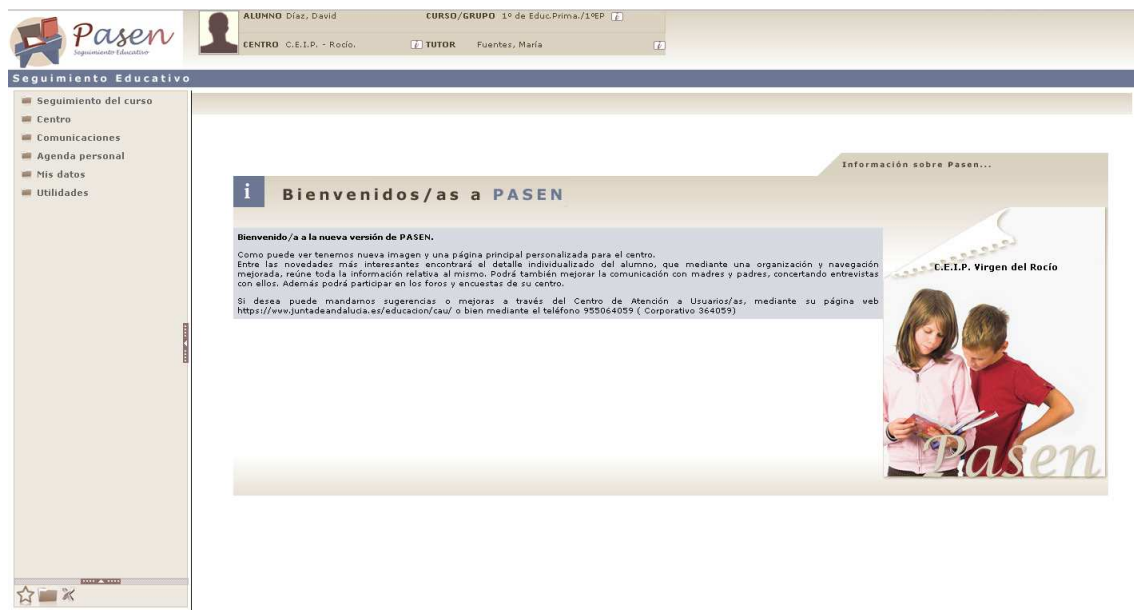 Pasen
Seguimiento Educativo
ALUMNO Díaz, David CURSO/GRUPO 1º de Educ.Prima./1ºEP i
CENTRO C.E.I.P. - Rocío. i TUTOR Fuentes, María i
Seguimiento Educativo
Seguimiento del curso
Centro
Comunicaciones
Agenda personal
Mis datos
Utilidades
Información sobre Pasen...
i Bienvenidos/as a PASEN
Bienvenido/a a la nueva versión de PASEN.
Como puede ver tenemos nueva imagen y una página principal personalizada para el centro.
Entre las novedades más interesantes encontrará el detalle individualizado del alumno, que mediante una organización y navegación
mejorada, reúne toda la información relativa al mismo. Podrá también mejorar la comunicación con madres y padres, concertando entrevistas
con ellos. Además podrá participar en los foros y encuestas de su centro.
Si desea puede mandarnos sugerencias o mejoras a través del Centro de Atención a Usuarios/as, mediante su página web
https://www.juntadeandalucia.es/educacion/cau/ o bien mediante el teléfono 955064059 ( Corporativo 364059)
C.E.I.P. Virgen del Rocío
Pasen